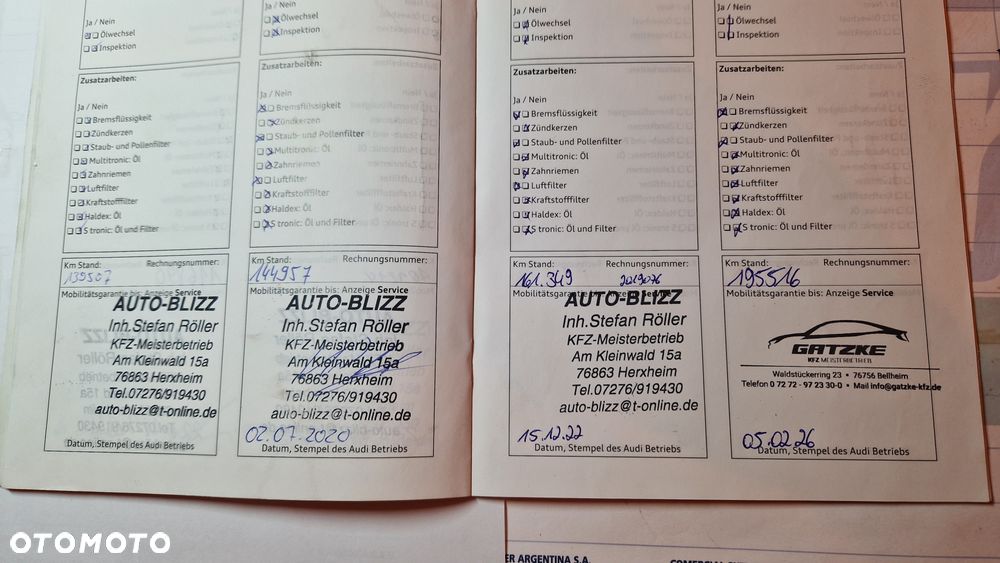 Ja / Nein
Ölwechsel
Inspektion
Zusatzarbeiten:
Ja / Nein
Bremsflüssigkeit
Zündkerzen
Staub- und Pollenfilter
Multitronic: Öl
Zahnriemen
Luftfilter
Kraftstofffilter
Haldex: Öl
S tronic: Öl und Filter
Km Stand: Rechnungsnummer:
139507
Mobilitätsgarantie bis: Anzeige Service
AUTO-BLIZZ
Inh.Stefan Röller
KFZ-Meisterbetrieb
Am Kleinwald 15a
76863 Herxheim
Tel.07276/919430
auto-blizz@t-online.de
Datum, Stempel des Audi Betriebs
Ja / Nein
Ölwechsel
Inspektion
Zusatzarbeiten:
Ja / Nein
Bremsflüssigkeit
Zündkerzen
Staub- und Pollenfilter
Multitronic: Öl
Zahnriemen
Luftfilter
Kraftstofffilter
Haldex: Öl
S tronic: Öl und Filter
Km Stand: Rechnungsnummer:
144957
Mobilitätsgarantie bis: Anzeige Service
AUTO-BLIZZ
Inh.Stefan Röller
KFZ-Meisterbetrieb
Am Kleinwald 15a
76863 Herxheim
Tel.07276/919430
auto-blizz@t-online.de
02.07.2020
Datum, Stempel des Audi Betriebs
Ja / Nein
Ölwechsel
Inspektion
Zusatzarbeiten:
Ja / Nein
Bremsflüssigkeit
Zündkerzen
Staub- und Pollenfilter
Multitronic: Öl
Zahnriemen
Luftfilter
Kraftstofffilter
Haldex: Öl
S tronic: Öl und Filter
Km Stand: Rechnungsnummer:
161.349 2019076
Mobilitätsgarantie bis: Anzeige Service
AUTO-BLIZZ
Inh.Stefan Röller
KFZ-Meisterbetrieb
Am Kleinwald 15a
76863 Herxheim
Tel.07276/919430
auto-blizz@t-online.de
15.12.22
Datum, Stempel des Audi Betriebs
Ja / Nein
Ölwechsel
Inspektion
Zusatzarbeiten:
Ja / Nein
Bremsflüssigkeit
Zündkerzen
Staub- und Pollenfilter
Multitronic: Öl
Zahnriemen
Luftfilter
Kraftstofffilter
Haldex: Öl
S tronic: Öl und Filter
Km Stand: Rechnungsnummer:
195516
Mobilitätsgarantie bis: Anzeige Service
GATZKE
KFZ MEISTERBETRIEB
Waldstückerring 23 • 76756 Bellheim
Telefon 0 72 72 - 97 23 30-0 • Mail info@gatzke-kfz.de
05.02.26
Datum, Stempel des Audi Betriebs
OTOMOTO
ER ARGENTINA S.A.